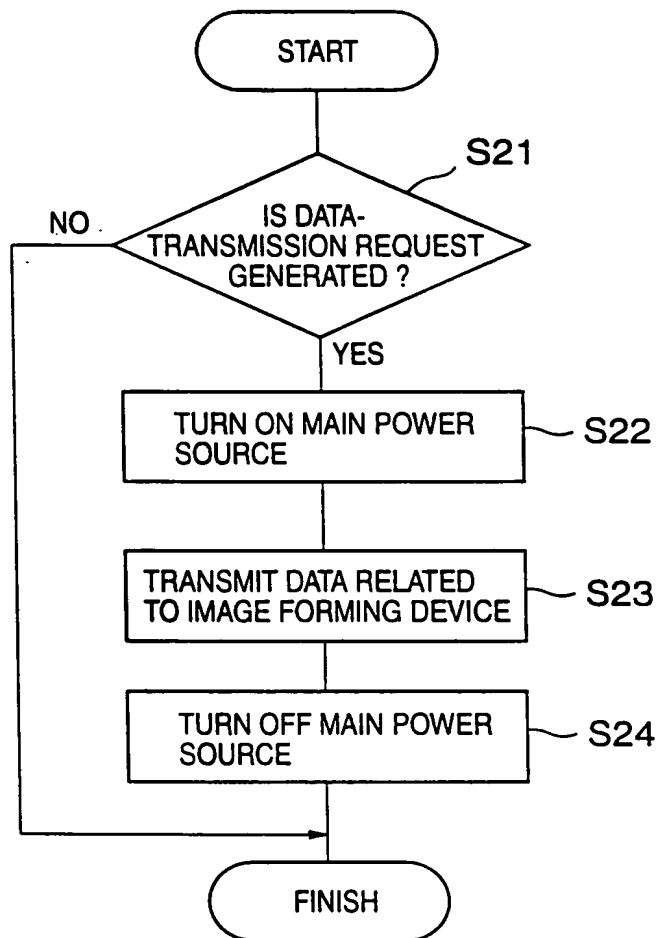 START
S21
IS DATA-
NO
TRANSMISSION REQUEST
GENERATED ?
YES
TURN ON MAIN POWER
SOURCE
S22
TRANSMIT DATA RELATED
TO IMAGE FORMING DEVICE
S23
TURN OFF MAIN POWER
SOURCE
S24
FINISH